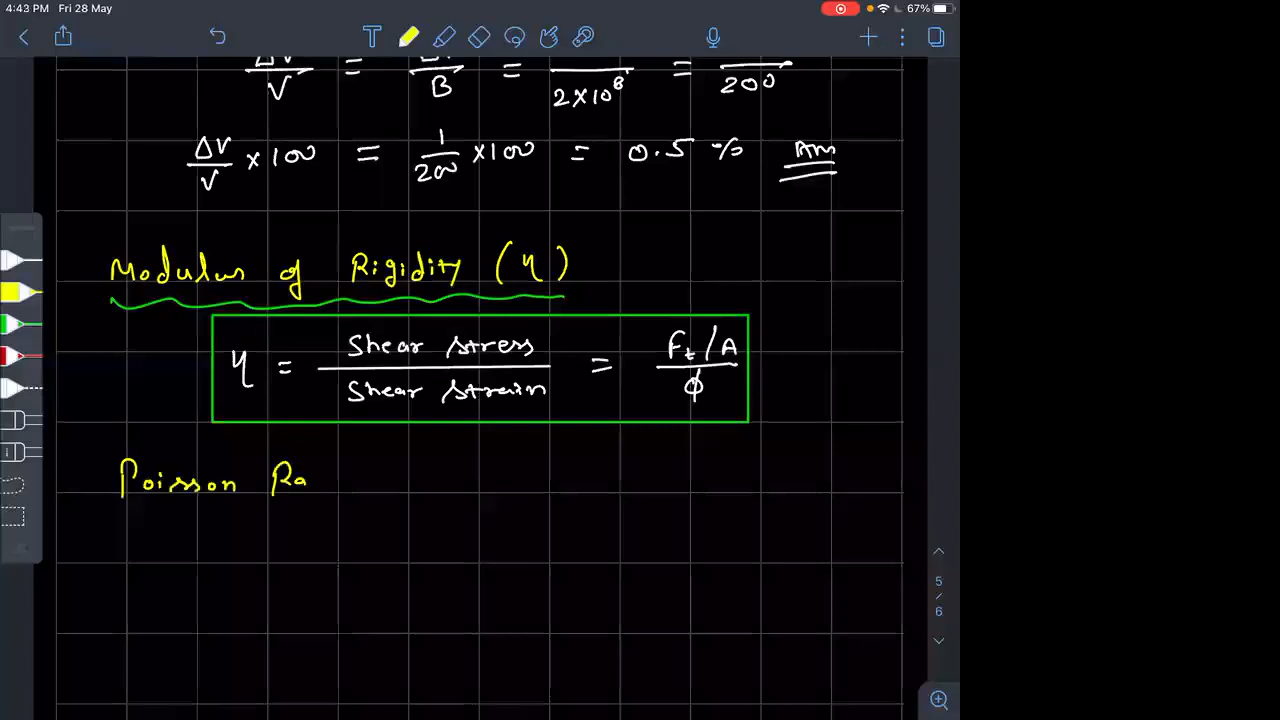 4:43 PM Fri 28 May 67%
ΔV/V = /B = /2×10⁸ = /200
ΔV/V ×100 = 1/200 ×100 = 0.5 % Ans
Modulus of Rigidity (η)
η = Shear stress/Shear strain = Ft/A/ϕ
Poisson Ra
5
/
6